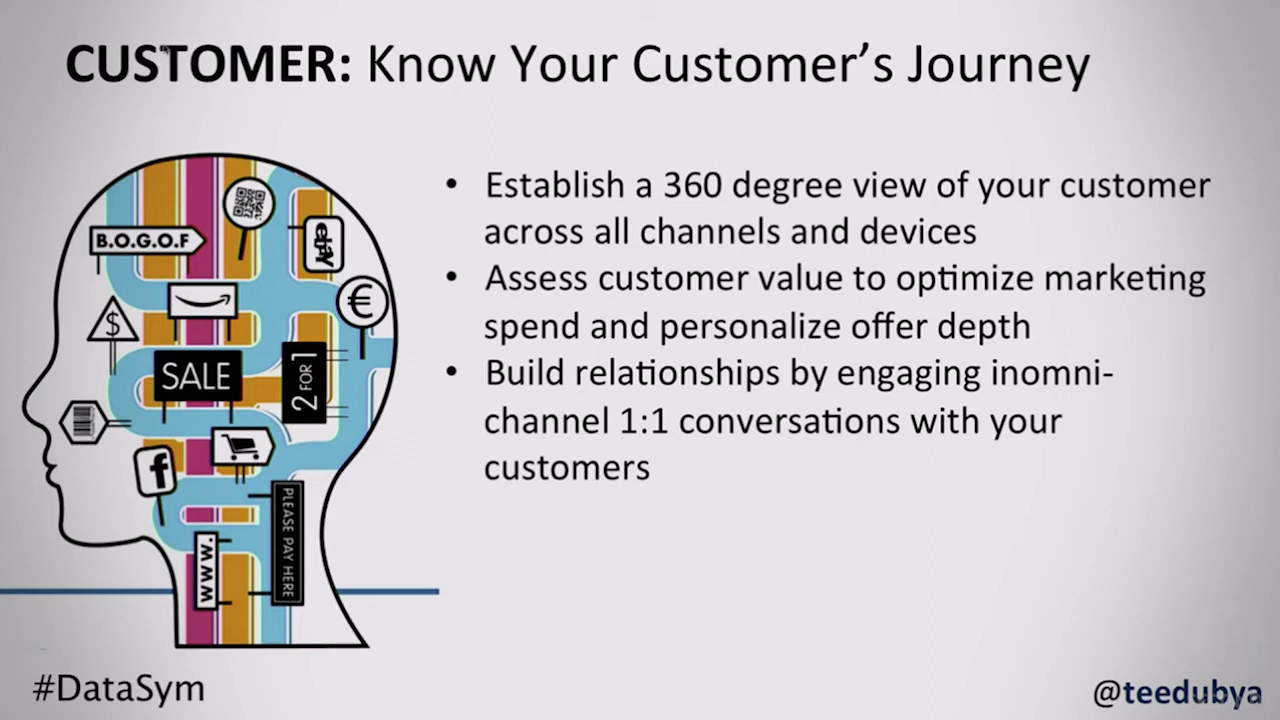 CUSTOMER: Know Your Customer's Journey
• Establish a 360 degree view of your customer
across all channels and devices
• Assess customer value to optimize marketing
spend and personalize offer depth
• Build relationships by engaging inomni-
channel 1:1 conversations with your
customers
B.O.G.O.F
ebay
€
$
SALE
2 FOR 1
f
PLEASE PAY HERE
WWW.
#DataSym
@teedubya